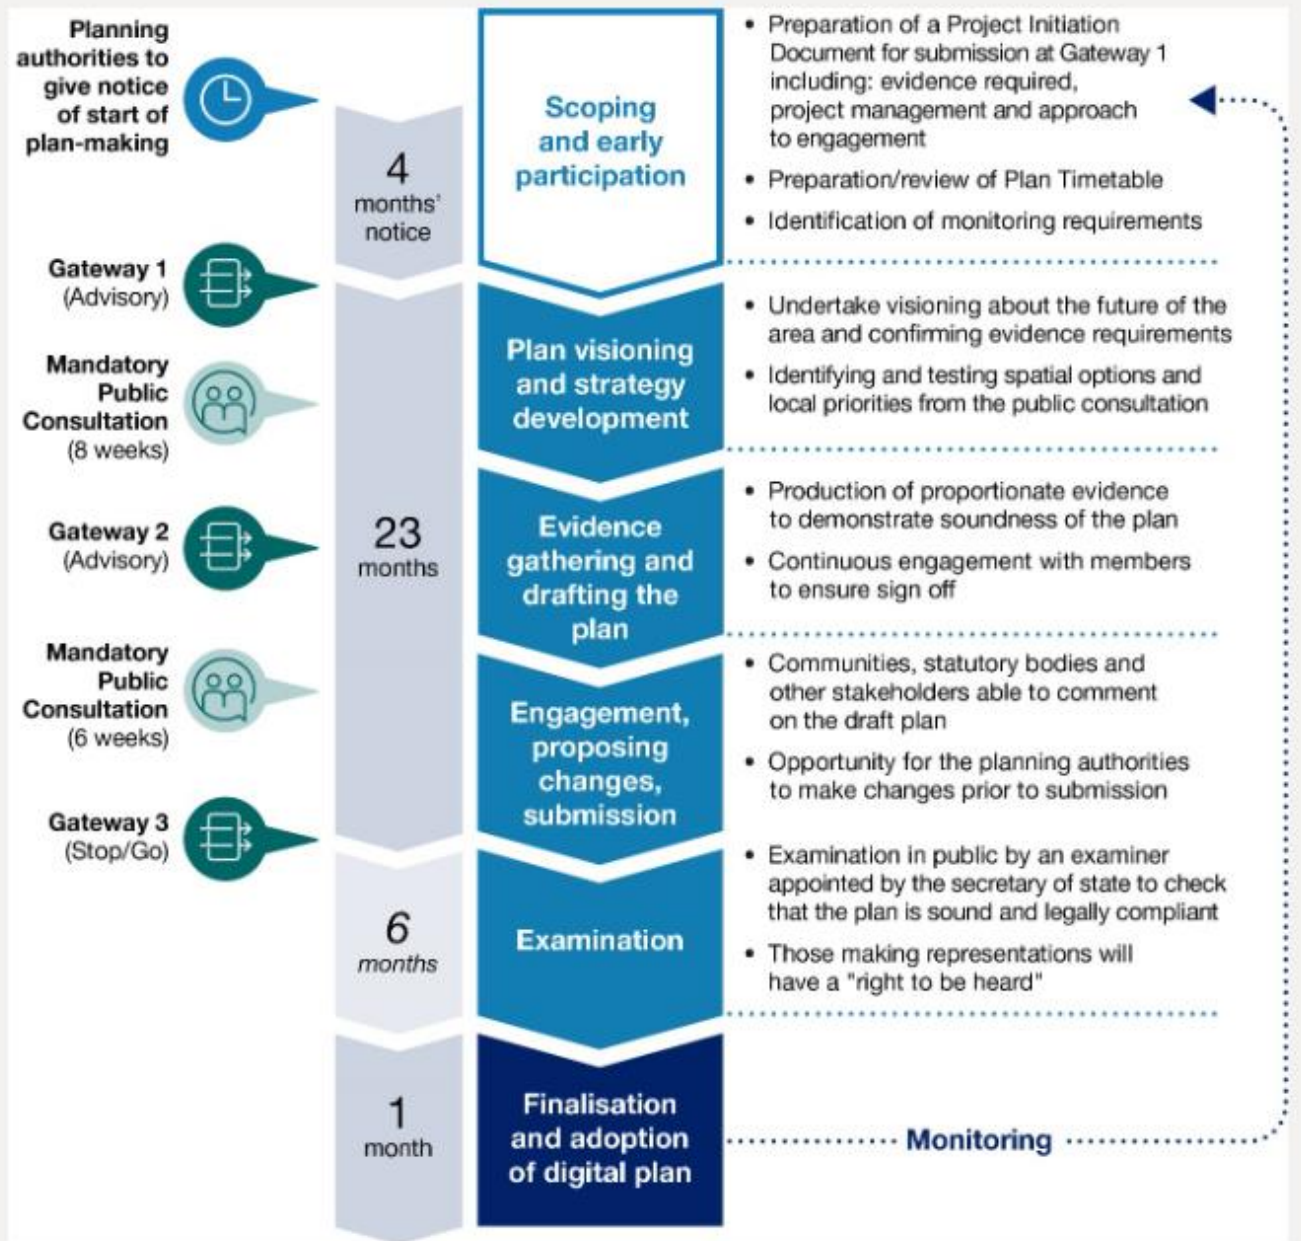 Planning
authorities to
give notice
of start of
plan-making
4
months'
notice
Scoping
and early
participation
• Preparation of a Project Initiation
Document for submission at Gateway 1
including: evidence required,
project management and approach
to engagement
• Preparation/review of Plan Timetable
• Identification of monitoring requirements
Gateway 1
(Advisory)
Mandatory
Public
Consultation
(8 weeks)
Plan visioning
and strategy
development
• Undertake visioning about the future of the
area and confirming evidence requirements
• Identifying and testing spatial options and
local priorities from the public consultation
Gateway 2
(Advisory)
23
months
Evidence
gathering and
drafting the
plan
• Production of proportionate evidence
to demonstrate soundness of the plan
• Continuous engagement with members
to ensure sign off
Mandatory
Public
Consultation
(6 weeks)
Engagement,
proposing
changes,
submission
• Communities, statutory bodies and
other stakeholders able to comment
on the draft plan
• Opportunity for the planning authorities
to make changes prior to submission
Gateway 3
(Stop/Go)
6
months
Examination
• Examination in public by an examiner
appointed by the secretary of state to check
that the plan is sound and legally compliant
• Those making representations will
have a "right to be heard"
1
month
Finalisation
and adoption
of digital plan
Monitoring